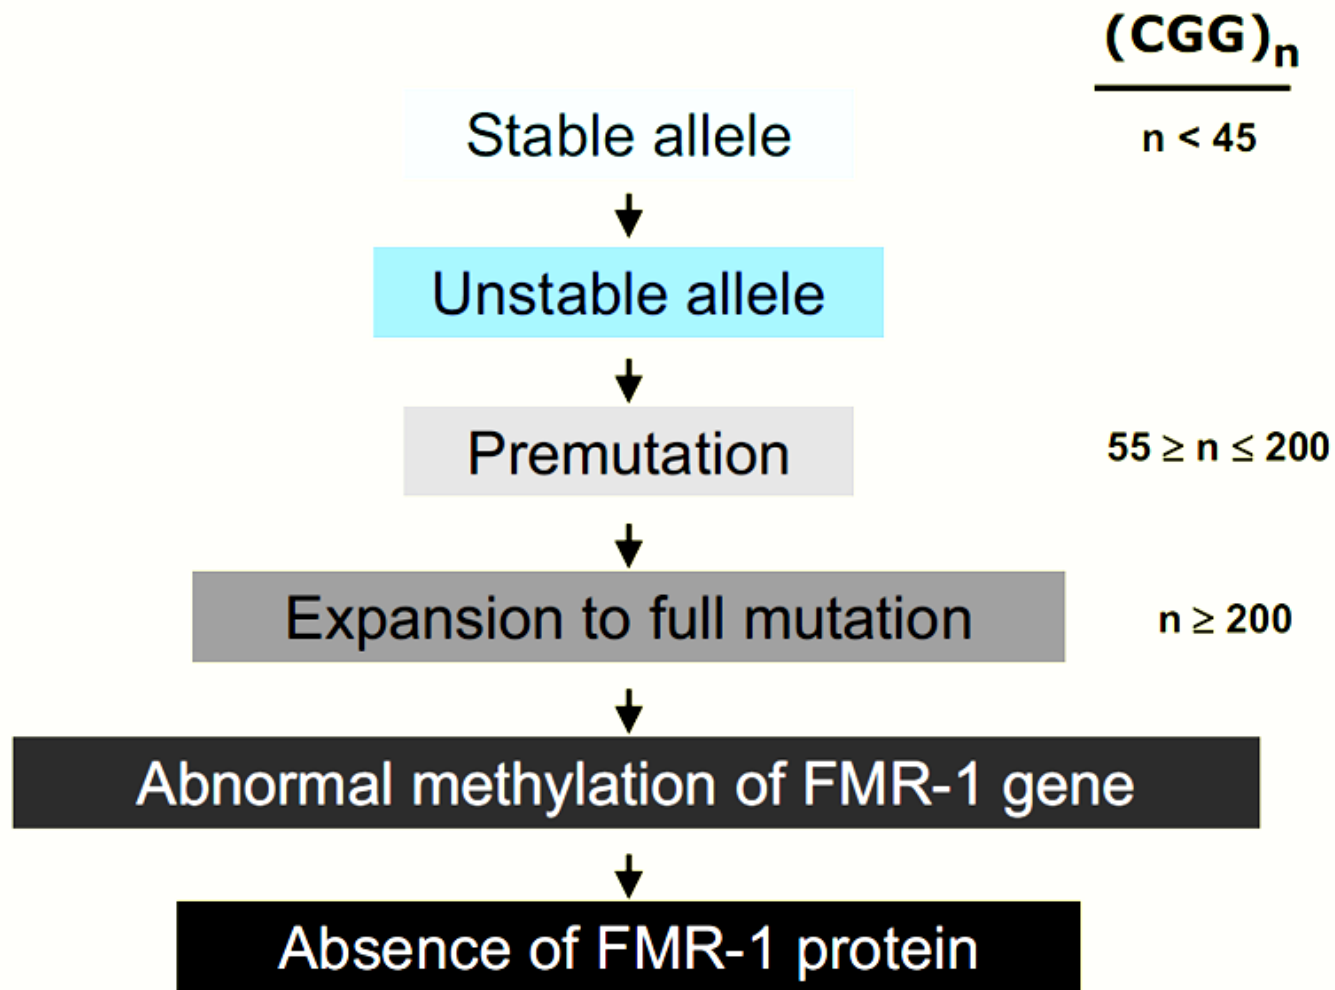 (CGG)n
Stable allele n < 45
Unstable allele
Premutation 55 ≥ n ≤ 200
Expansion to full mutation n ≥ 200
Abnormal methylation of FMR-1 gene
Absence of FMR-1 protein